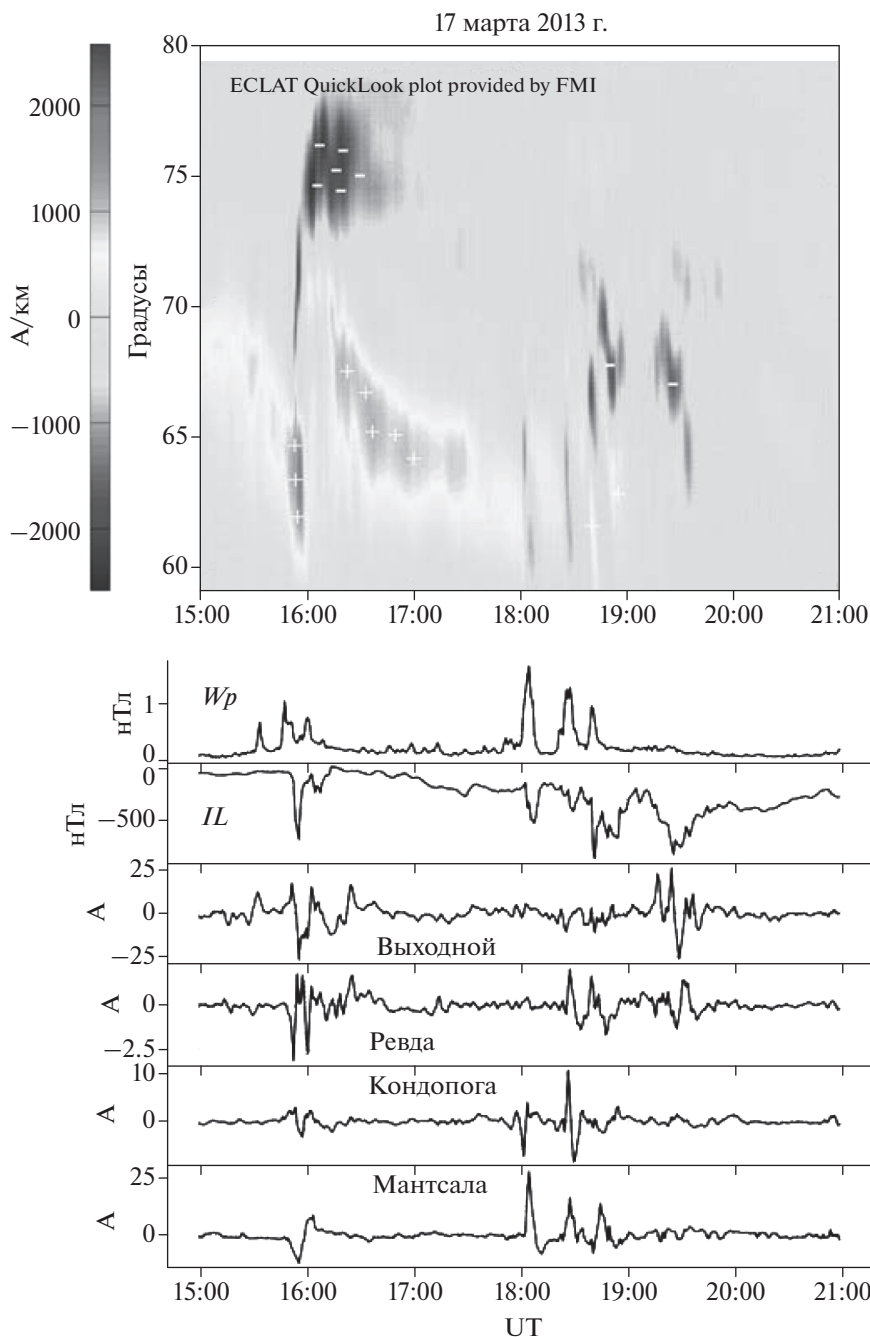 17 марта 2013 г.
ECLAT QuickLook plot provided by FMI
А/км
2000
1000
0
−1000
−2000
Градусы
80
75
70
65
60
15:00 16:00 17:00 18:00 19:00 20:00 21:00
нТл
1
0
Wp
нТл
0
−500
IL
А
25
0
−25
Выходной
А
0
−2.5
Ревда
А
10
0
Кондопога
А
25
0
Мантсала
15:00 16:00 17:00 18:00 19:00 20:00 21:00
UT